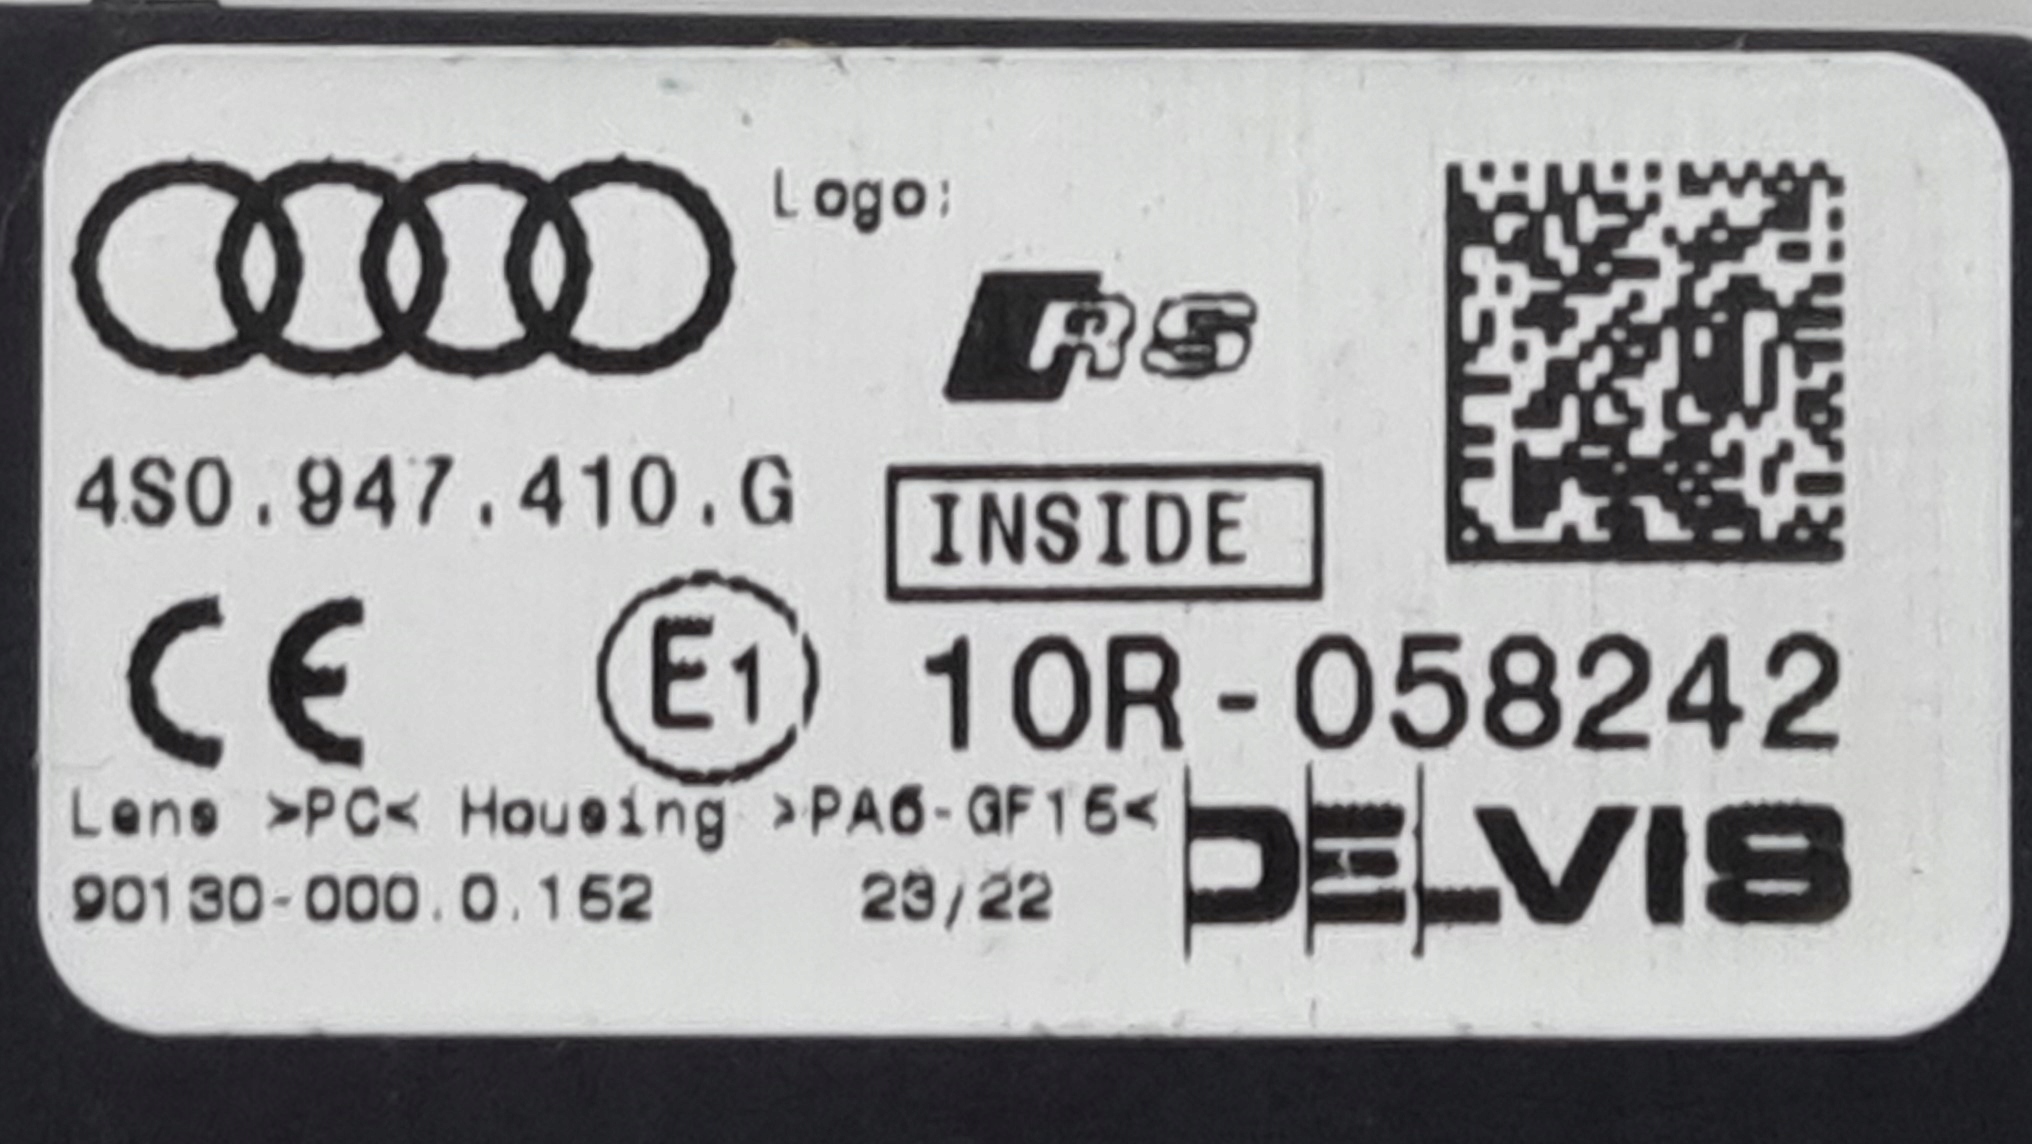 Logo:
RS
4S0.947.410.G
INSIDE
CE
E1
10R-058242
Lens >PC< Housing >PA6-GF15<
DELVIS
90130-000.0.152 23/22